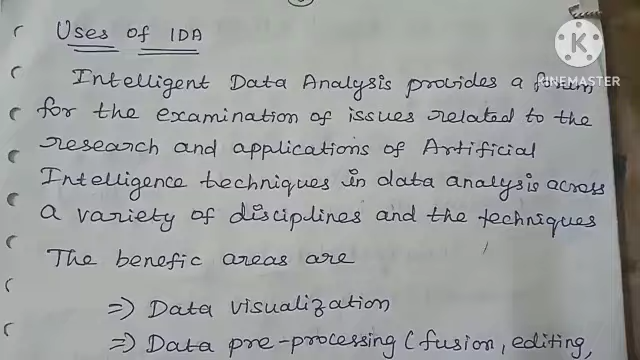 Uses of IDA
Intelligent Data Analysis provides a forum
for the examination of issues related to the
research and applications of Artificial
Intelligence techniques in data analysis across
a variety of disciplines and the techniques
The benefic areas are
=> Data visualization
=> Data pre-processing (fusion, editing,
KINEMASTER